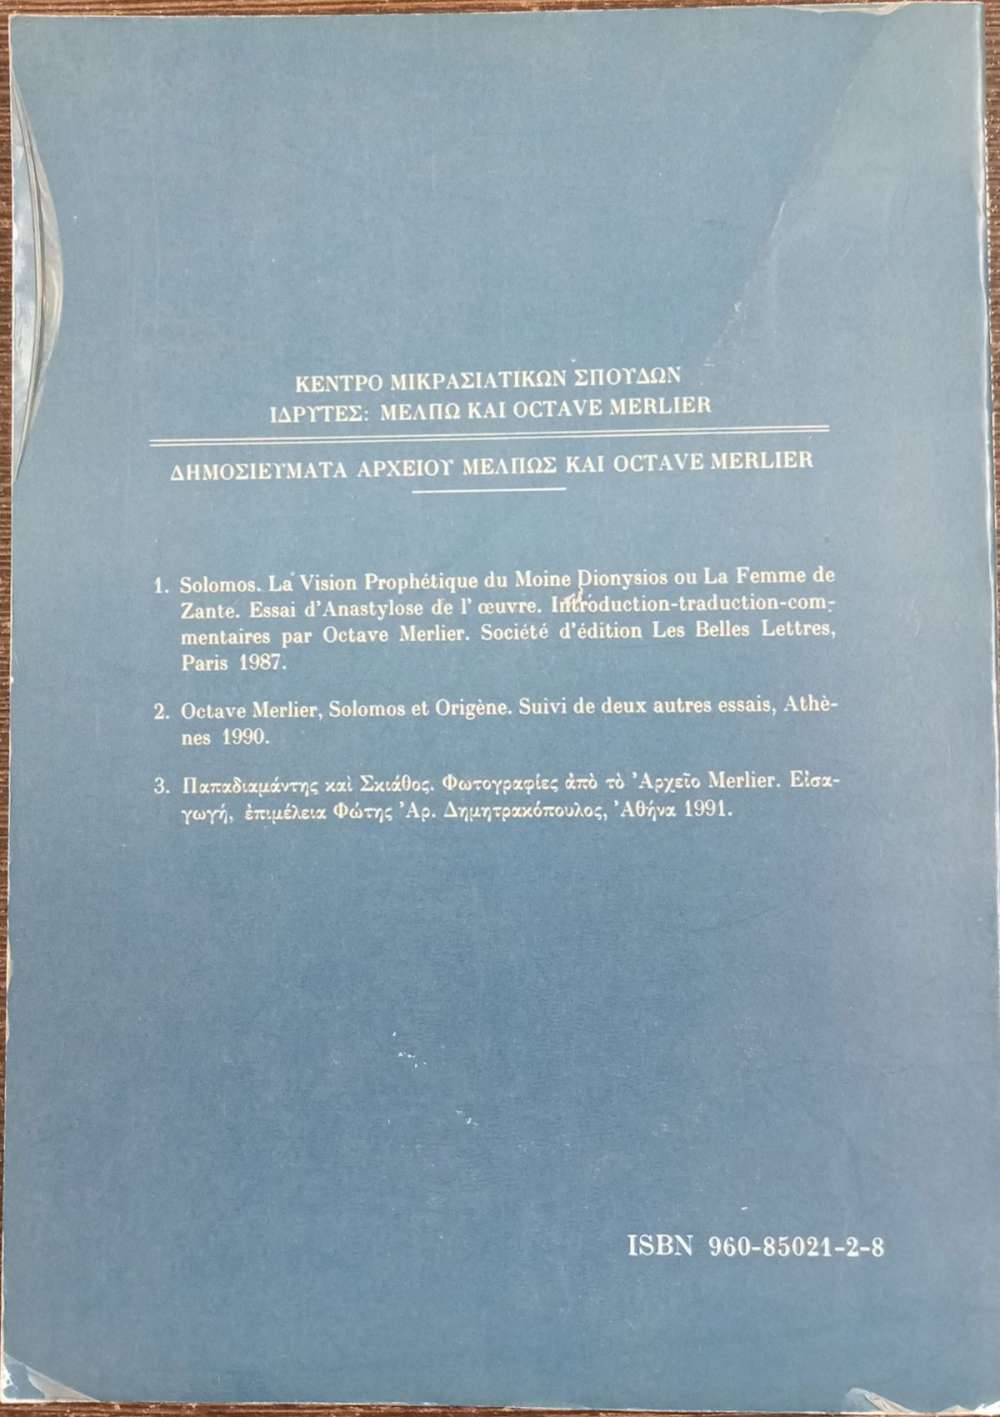 ΚΕΝΤΡΟ ΜΙΚΡΑΣΙΑΤΙΚΩΝ ΣΠΟΥΔΩΝ
ΙΔΡΥΤΕΣ: ΜΕΛΠΩ ΚΑΙ OCTAVE MERLIER
ΔΗΜΟΣΙΕΥΜΑΤΑ ΑΡΧΕΙΟΥ ΜΕΛΠΩΣ ΚΑΙ OCTAVE MERLIER
1. Solomos. La Vision Prophétique du Moine Dionysios ou La Femme de
Zante. Essai d'Anastylose de l' œuvre. Introduction-traduction-com-
mentaires par Octave Merlier. Société d'édition Les Belles Lettres,
Paris 1987.
2. Octave Merlier, Solomos et Origène. Suivi de deux autres essais, Athè-
nes 1990.
3. Παπαδιαμάντης καὶ Σκιάθος. Φωτογραφίες ἀπὸ τὸ Ἀρχεῖο Merlier. Εἰσα-
γωγή, ἐπιμέλεια Φώτης Ἀρ. Δημητρακόπουλος, Ἀθήνα 1991.
ISBN 960-85021-2-8